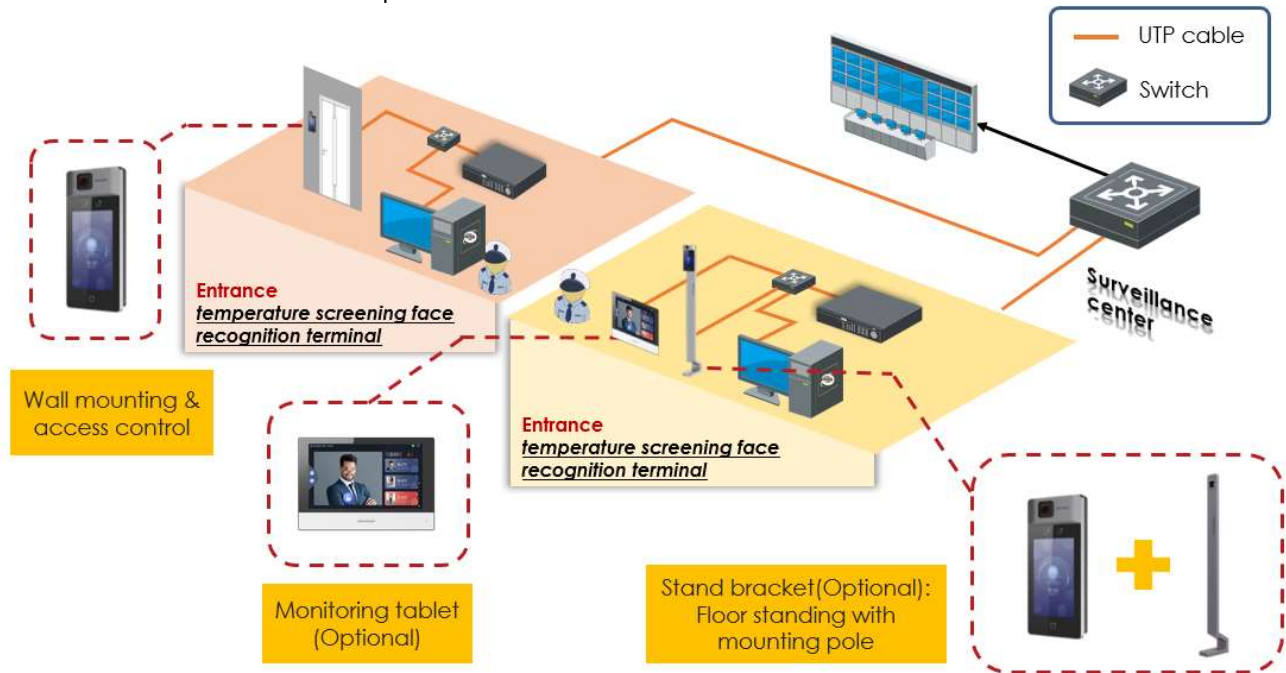 UTP cable
Switch
Entrance
temperature screening face
recognition terminal
Surveillance
center
Wall mounting &
access control
Entrance
temperature screening face
recognition terminal
Monitoring tablet
(Optional)
Stand bracket(Optional):
Floor standing with
mounting pole